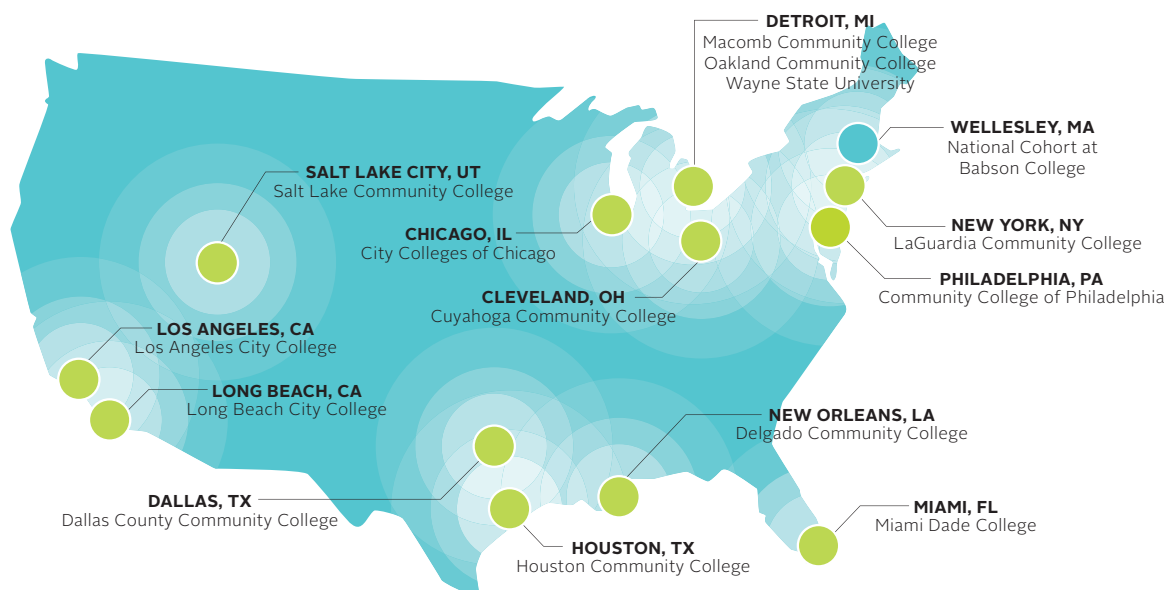 DETROIT, MI
Macomb Community College
Oakland Community College
Wayne State University
WELLESLEY, MA
National Cohort at
Babson College
SALT LAKE CITY, UT
Salt Lake Community College
CHICAGO, IL
City Colleges of Chicago
NEW YORK, NY
LaGuardia Community College
PHILADELPHIA, PA
Community College of Philadelphia
CLEVELAND, OH
Cuyahoga Community College
LOS ANGELES, CA
Los Angeles City College
LONG BEACH, CA
Long Beach City College
NEW ORLEANS, LA
Delgado Community College
DALLAS, TX
Dallas County Community College
MIAMI, FL
Miami Dade College
HOUSTON, TX
Houston Community College